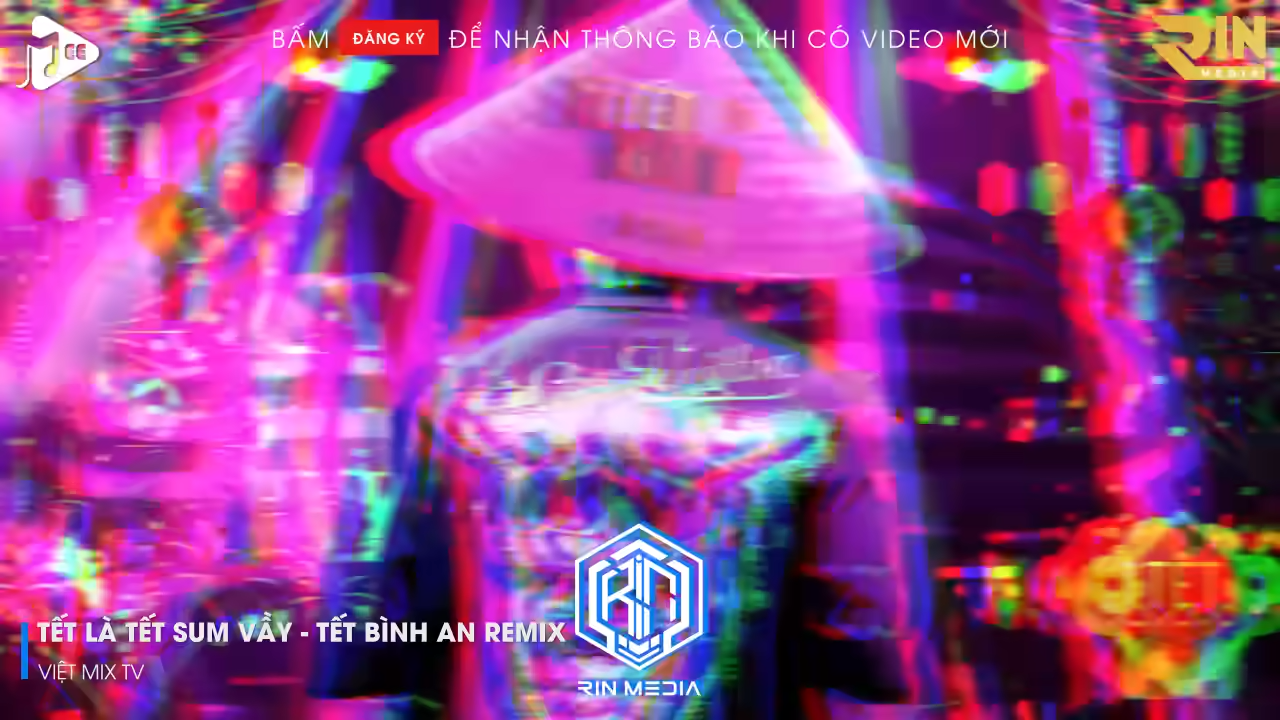 BẤM ĐĂNG KÝ ĐỂ NHẬN THÔNG BÁO KHI CÓ VIDEO MỚI
RIN
MEDIA
TẾT LÀ TẾT SUM VẦY - TẾT BÌNH AN REMIX
VIỆT MIX TV
RIN MEDIA